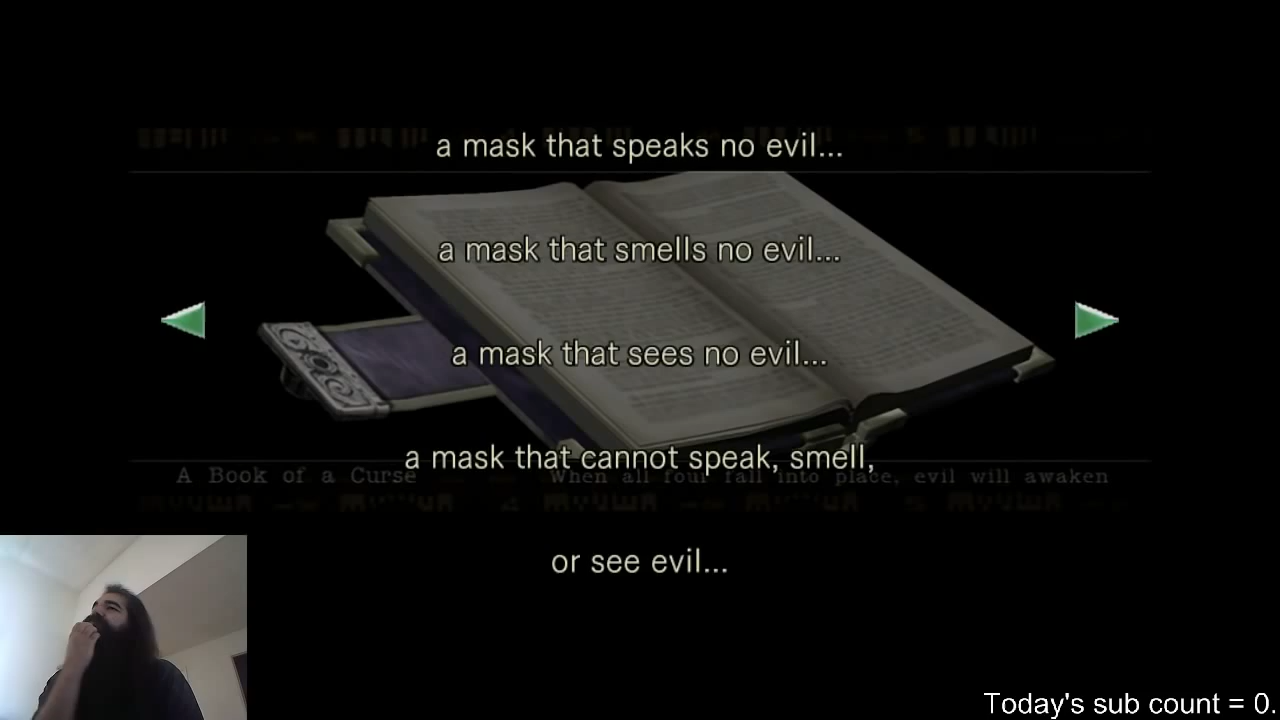 a mask that speaks no evil...
a mask that smells no evil...
a mask that sees no evil...
a mask that cannot speak, smell,
A Book of a Curse When all four fall into place, evil will awaken
or see evil...
Today's sub count = 0.